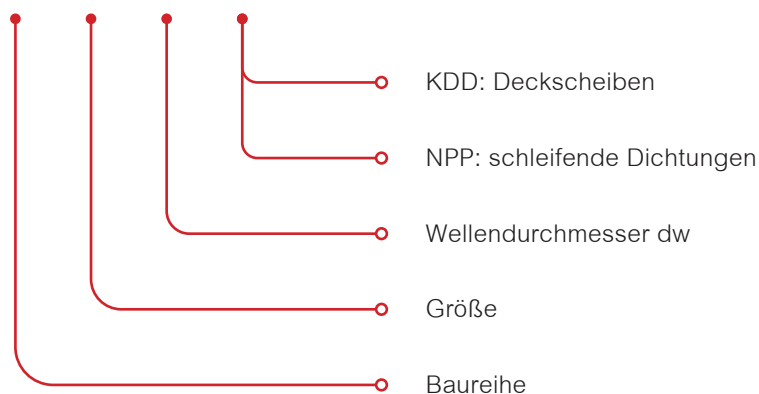 KDD: Deckscheiben
NPP: schleifende Dichtungen
Wellendurchmesser dw
Größe
Baureihe